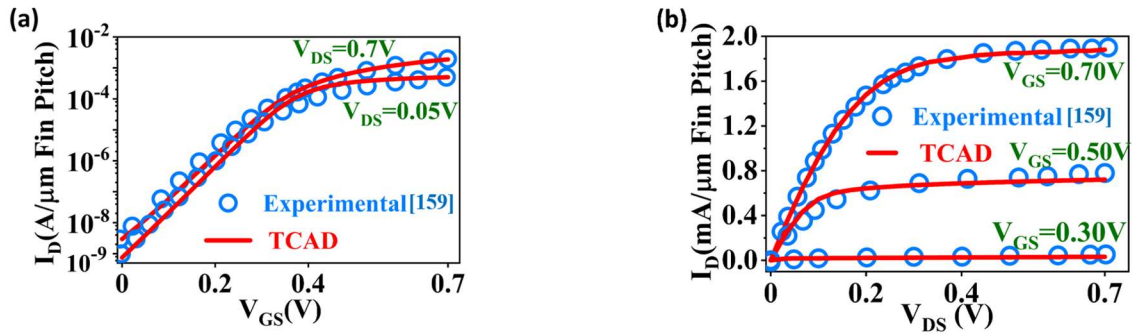 (a)
I_D(A/μm Fin Pitch)
10⁻²
10⁻⁴
10⁻⁶
10⁻⁸
10⁻⁹
V_DS=0.7V
V_DS=0.05V
Experimental[159]
TCAD
0
0.2
0.4
0.7
V_GS(V)
(b)
I_D(mA/μm Fin Pitch)
2.0
1.6
1.2
0.8
0.4
0.0
V_GS=0.70V
Experimental[159]
TCAD
V_GS=0.50V
V_GS=0.30V
0
0.2
0.4
0.7
V_DS (V)